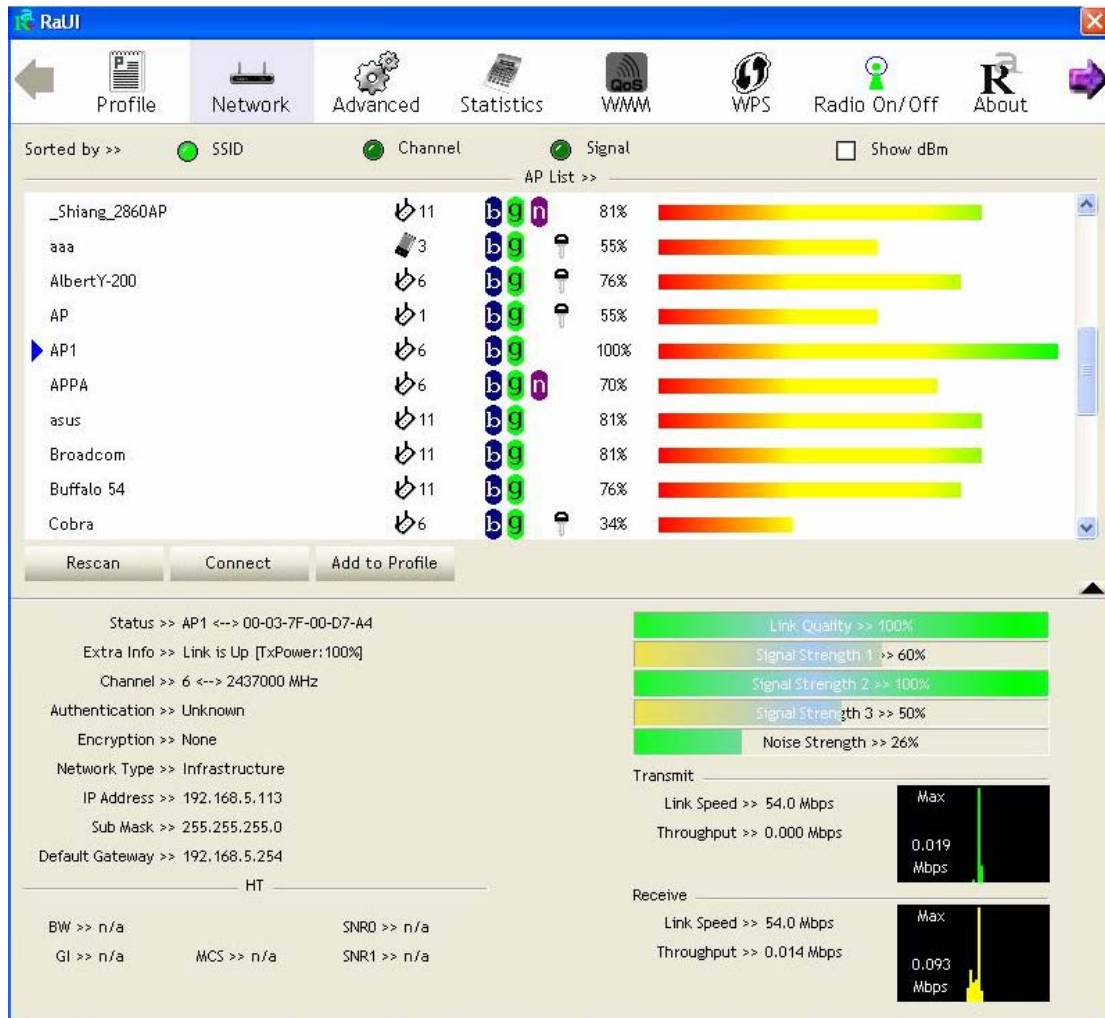 RaUI
Profile Network Advanced Statistics QoS WMM WPS Radio On/Off Ra About
Sorted by >> SSID Channel Signal Show dBm
AP List >>
_Shiang_2860AP 11 b g n 81%
aaa 3 b g 55%
AlbertY-200 6 b g 76%
AP 1 b g 55%
AP1 6 b g 100%
APPA 6 b g n 70%
asus 11 b g 81%
Broadcom 11 b g 81%
Buffalo 54 11 b g 76%
Cobra 6 b g 34%
Rescan Connect Add to Profile
Status >> AP1 <--> 00-03-7F-00-D7-A4
Extra Info >> Link is Up [TxPower:100%]
Channel >> 6 <--> 2437000 MHz
Authentication >> Unknown
Encryption >> None
Network Type >> Infrastructure
IP Address >> 192.168.5.113
Sub Mask >> 255.255.255.0
Default Gateway >> 192.168.5.254
HT
BW >> n/a SNR0 >> n/a
GI >> n/a MCS >> n/a SNR1 >> n/a
Link Quality >> 100%
Signal Strength 1 >> 60%
Signal Strength 2 >> 100%
Signal Strength 3 >> 50%
Noise Strength >> 26%
Transmit
Link Speed >> 54.0 Mbps
Throughput >> 0.000 Mbps
Max
0.019
Mbps
Receive
Link Speed >> 54.0 Mbps
Throughput >> 0.014 Mbps
Max
0.093
Mbps